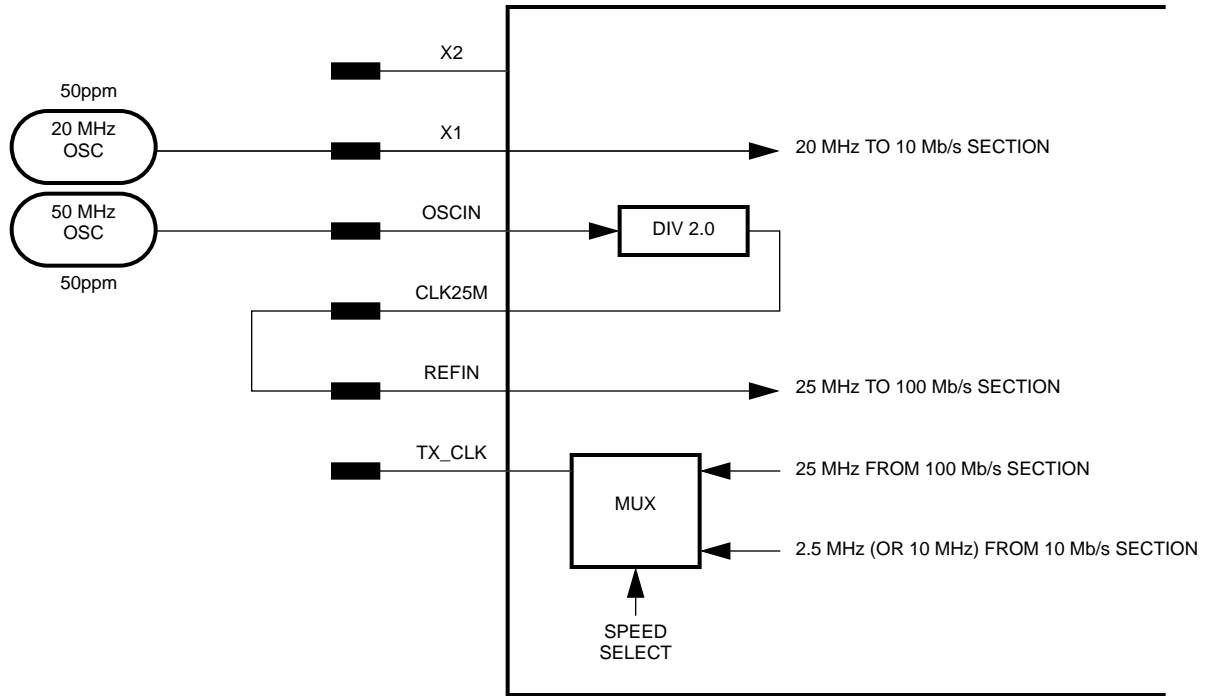 X2
50ppm
20 MHz
OSC
X1
20 MHz TO 10 Mb/s SECTION
50 MHz
OSC
50ppm
OSCIN
DIV 2.0
CLK25M
REFIN
25 MHz TO 100 Mb/s SECTION
TX_CLK
MUX
25 MHz FROM 100 Mb/s SECTION
2.5 MHz (OR 10 MHz) FROM 10 Mb/s SECTION
SPEED
SELECT